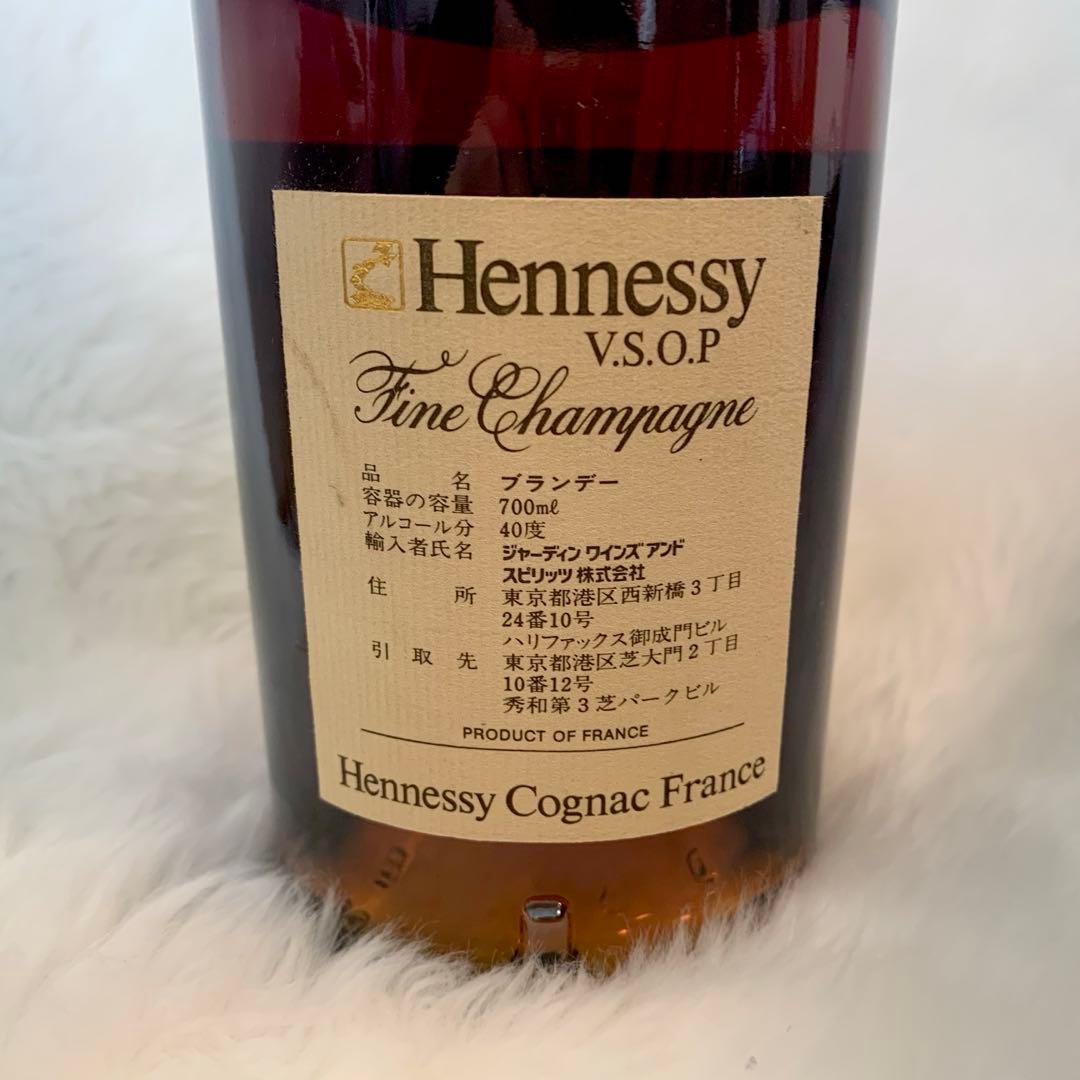 Hennessy
V.S.O.P
Fine Champagne
品名 ブランデー
容器の容量 700mℓ
アルコール分 40度
輸入者氏名 ジャーディン ワインズ アンド
スピリッツ 株式会社
住所 東京都港区西新橋3丁目
24番10号
ハリファックス御成門ビル
引取先 東京都港区芝大門2丁目
10番12号
秀和第3芝パークビル
PRODUCT OF FRANCE
Hennessy Cognac France